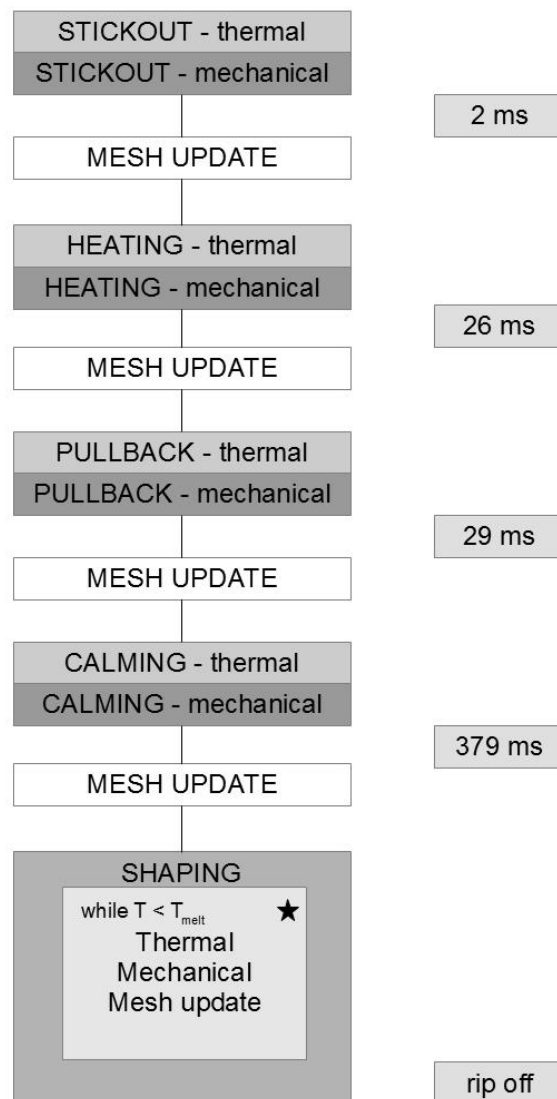 STICKOUT - thermal
STICKOUT - mechanical
2 ms
MESH UPDATE
HEATING - thermal
HEATING - mechanical
26 ms
MESH UPDATE
PULLBACK - thermal
PULLBACK - mechanical
29 ms
MESH UPDATE
CALMING - thermal
CALMING - mechanical
379 ms
MESH UPDATE
SHAPING
while T < Tmelt ★
Thermal
Mechanical
Mesh update
rip off